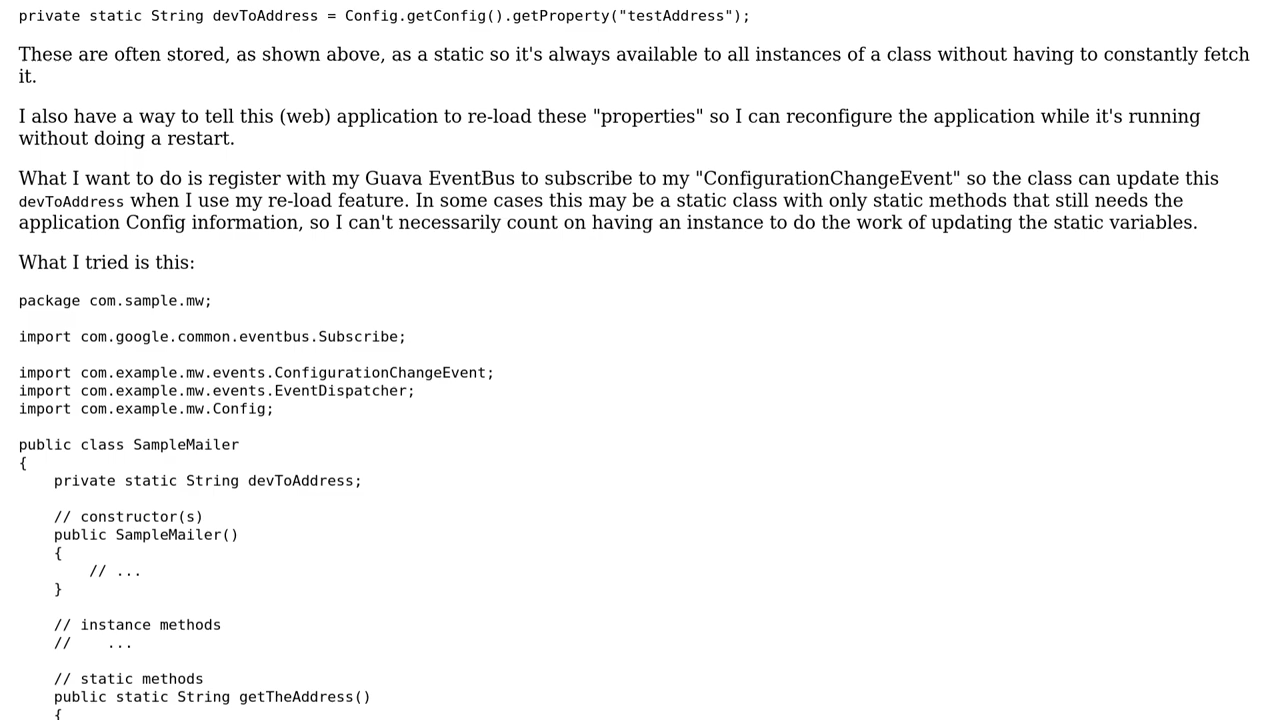 private static String devToAddress = Config.getConfig().getProperty("testAddress");
These are often stored, as shown above, as a static so it's always available to all instances of a class without having to constantly fetch
it.
I also have a way to tell this (web) application to re-load these "properties" so I can reconfigure the application while it's running
without doing a restart.
What I want to do is register with my Guava EventBus to subscribe to my "ConfigurationChangeEvent" so the class can update this
devToAddress when I use my re-load feature. In some cases this may be a static class with only static methods that still needs the
application Config information, so I can't necessarily count on having an instance to do the work of updating the static variables.
What I tried is this:
package com.sample.mw;
import com.google.common.eventbus.Subscribe;
import com.example.mw.events.ConfigurationChangeEvent;
import com.example.mw.events.EventDispatcher;
import com.example.mw.Config;
public class SampleMailer
{
    private static String devToAddress;
    // constructor(s)
    public SampleMailer()
    {
        // ...
    }
    // instance methods
    //    ...
    // static methods
    public static String getTheAddress()
    {